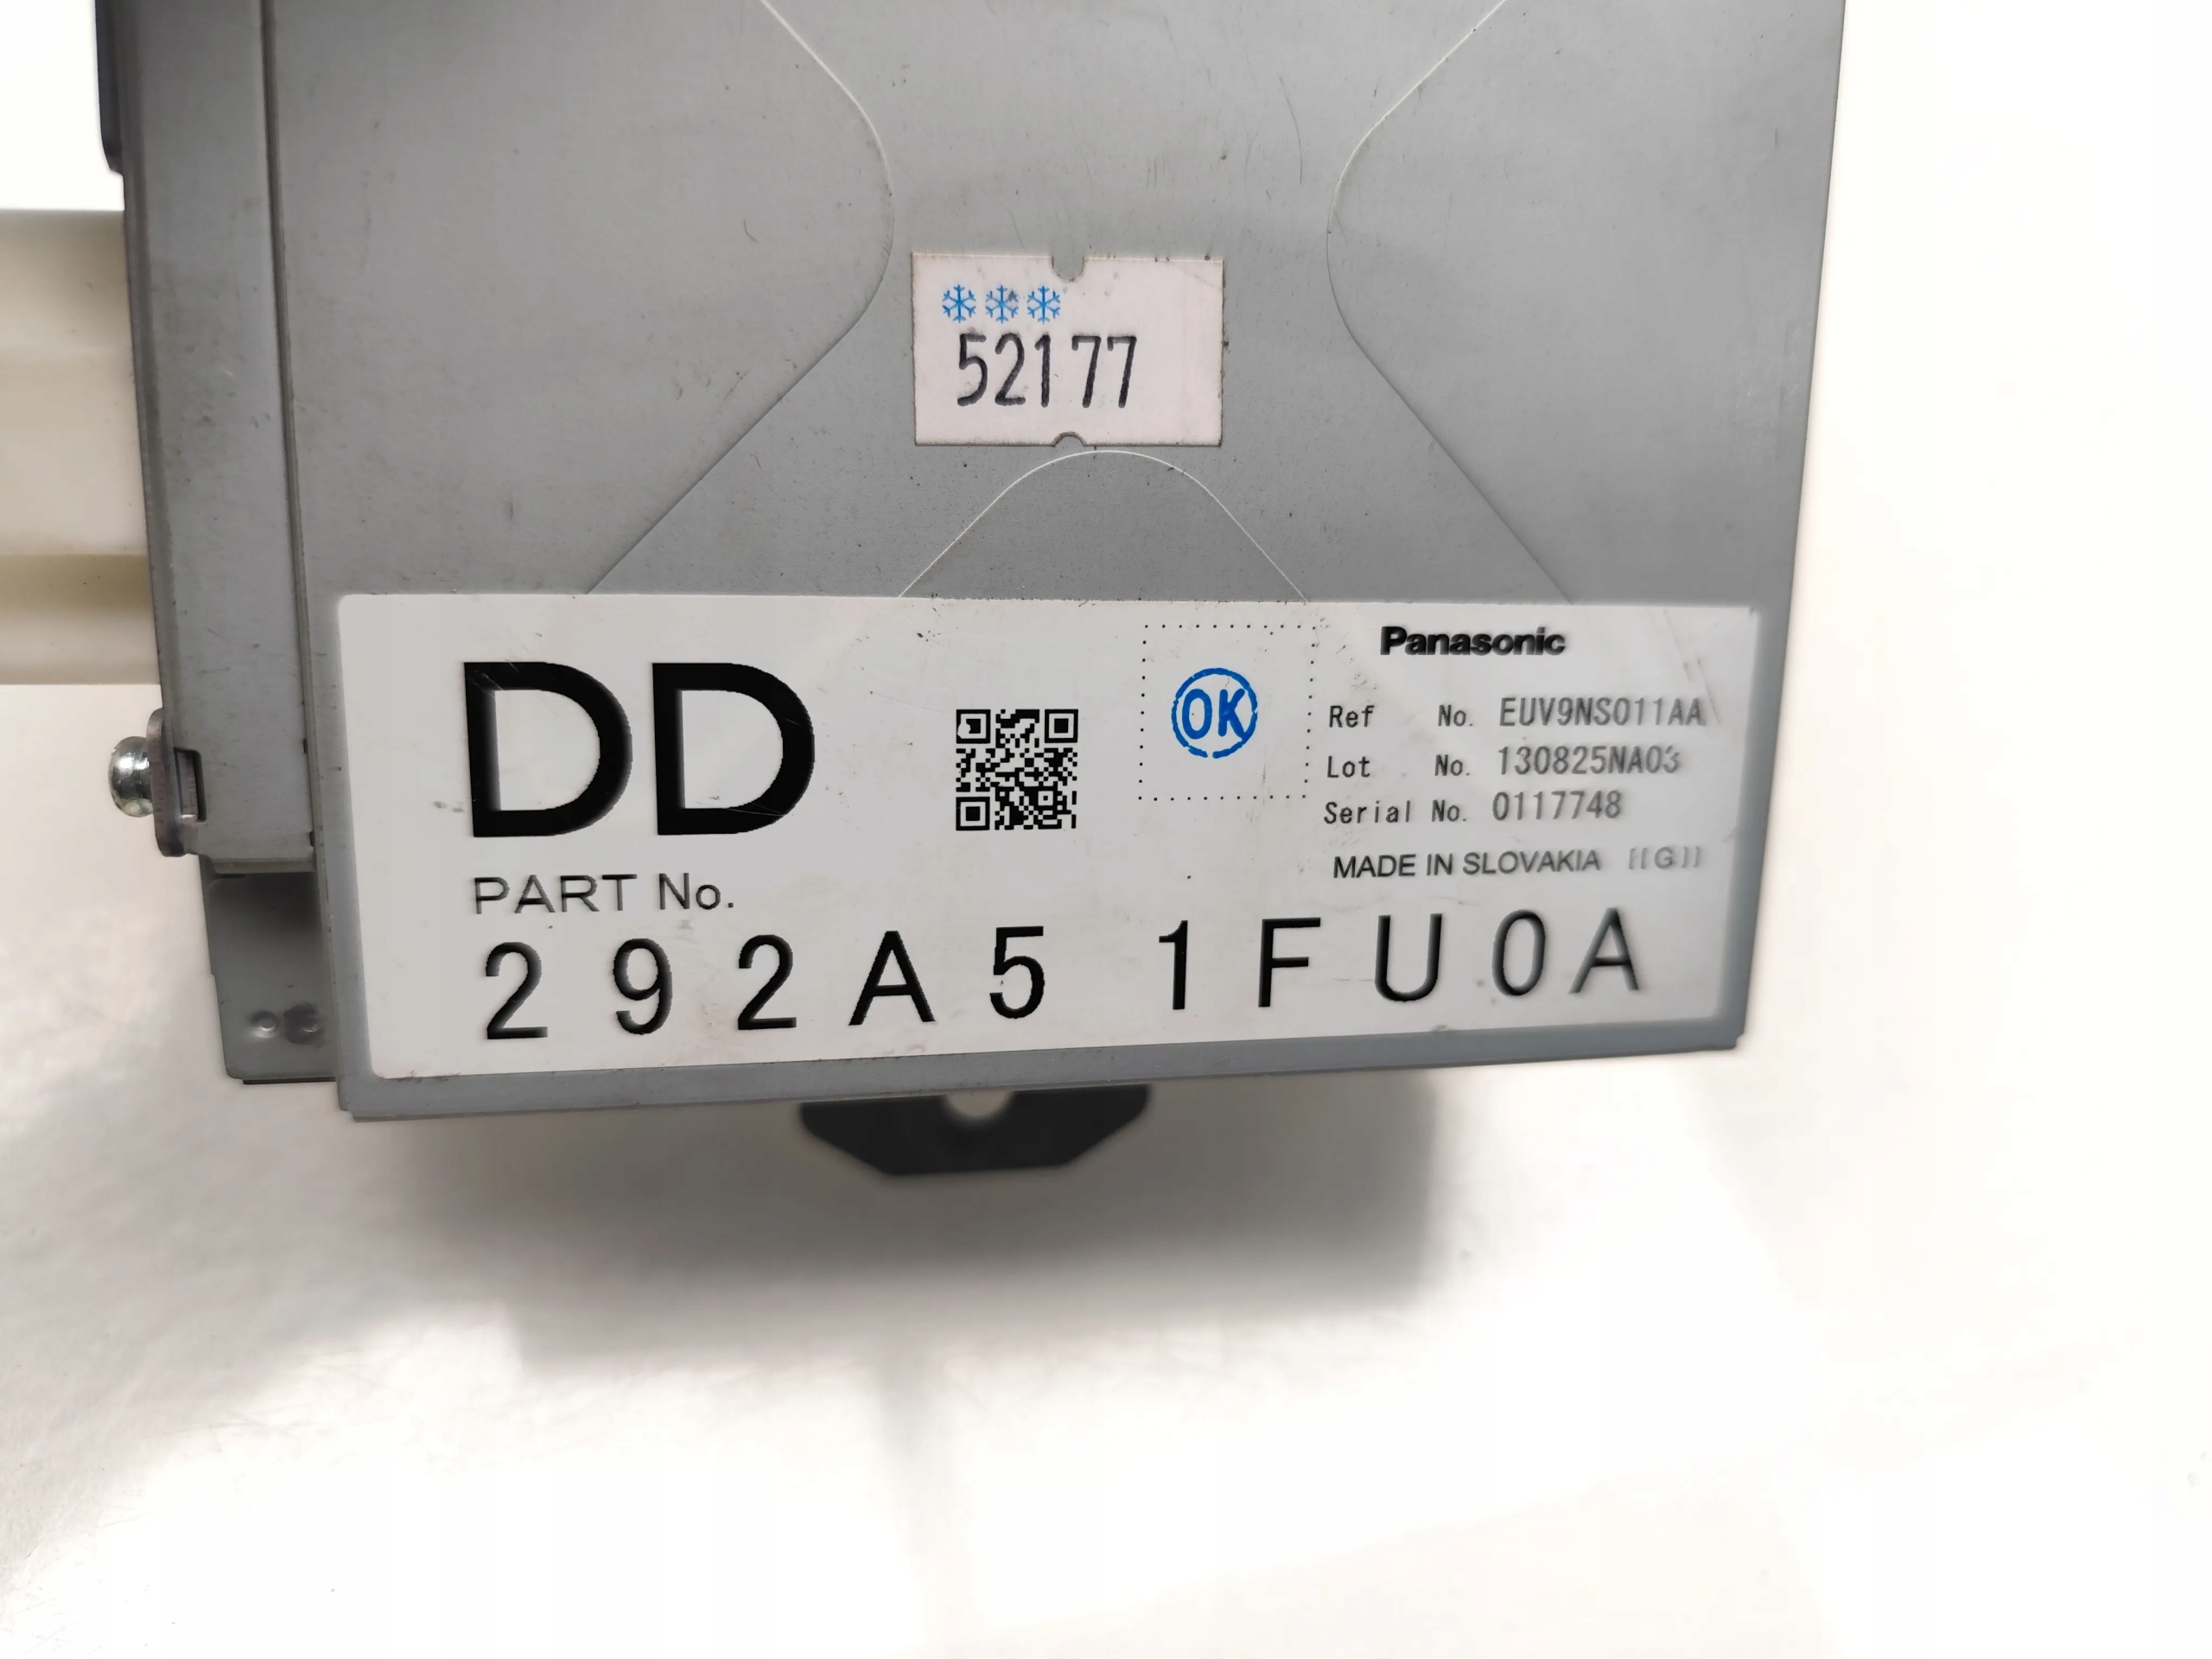 52177
DD
OK
Panasonic
Ref No. EUV9NS011AA
Lot No. 130825NA03
Serial No. 0117748
MADE IN SLOVAKIA [[G]]
PART No.
292A5 1FU0A